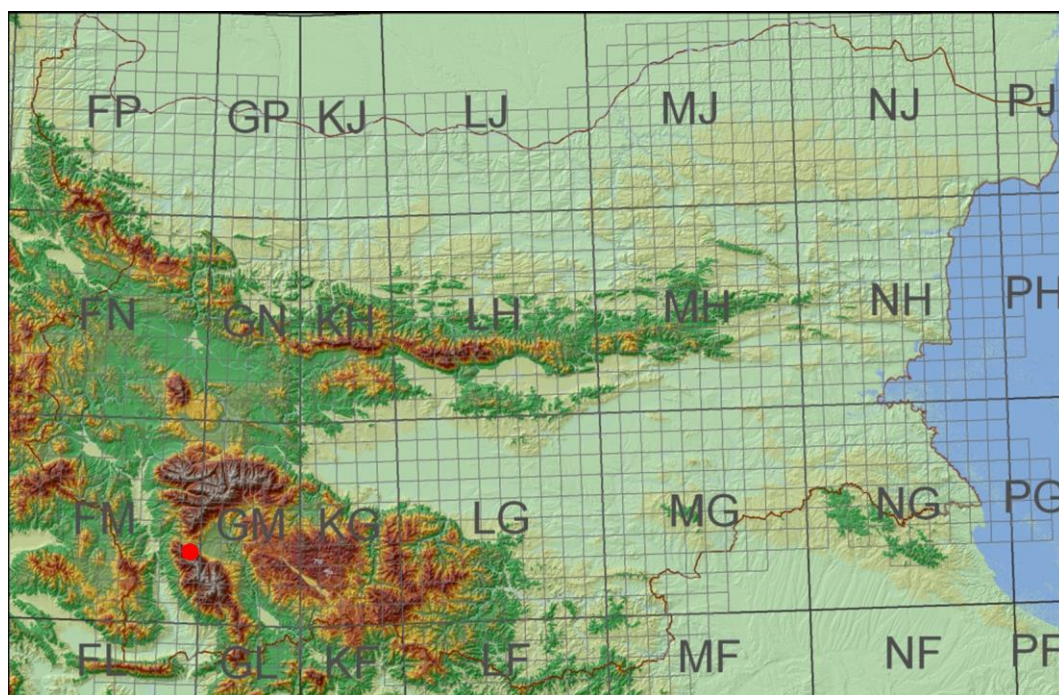 FP GP KJ LJ MJ NJ PJ
FN GN KH LH MH NH PH
FM GM KG LG MG NG PG
FL GL KF LF MF NF PF